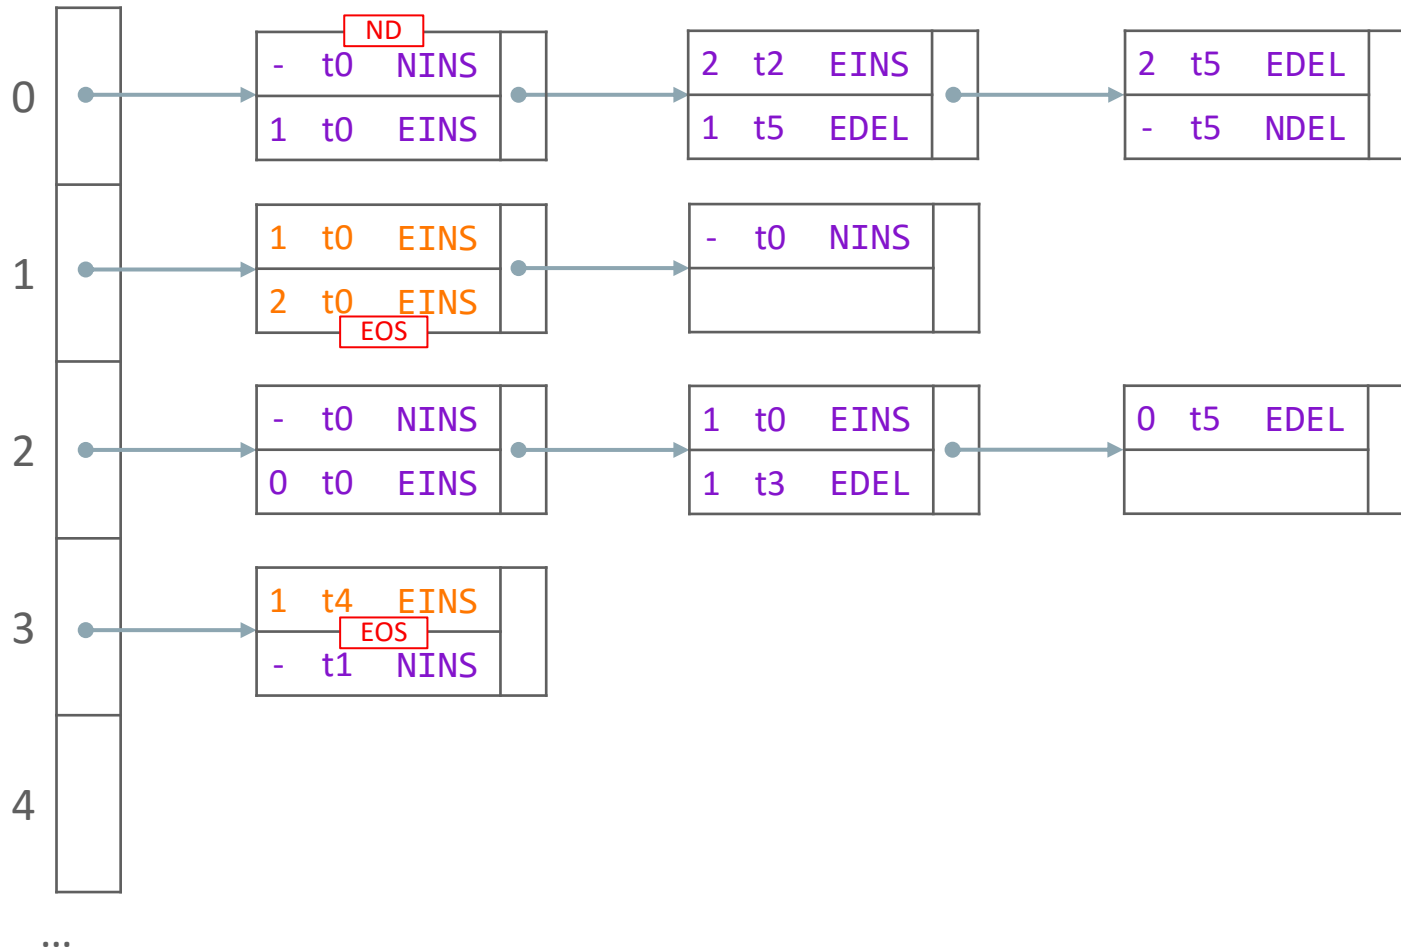 ND
0
- t0 NINS
2 t2 EINS
2 t5 EDEL
1 t0 EINS
1 t5 EDEL
- t5 NDEL
1
1 t0 EINS
- t0 NINS
2 t0 EINS
EOS
2
- t0 NINS
1 t0 EINS
0 t5 EDEL
0 t0 EINS
1 t3 EDEL
3
1 t4 EINS
EOS
- t1 NINS
4
...